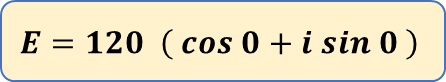 E = 120 ( cos 0 + i sin 0 )